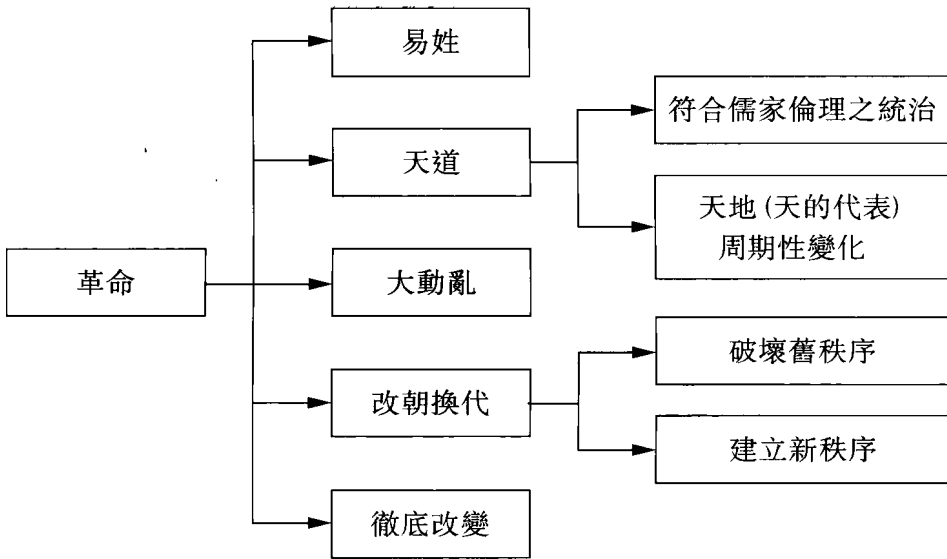 革命
易姓
天道
符合儒家倫理之統治
天地(天的代表)
周期性變化
大動亂
改朝換代
破壞舊秩序
建立新秩序
徹底改變